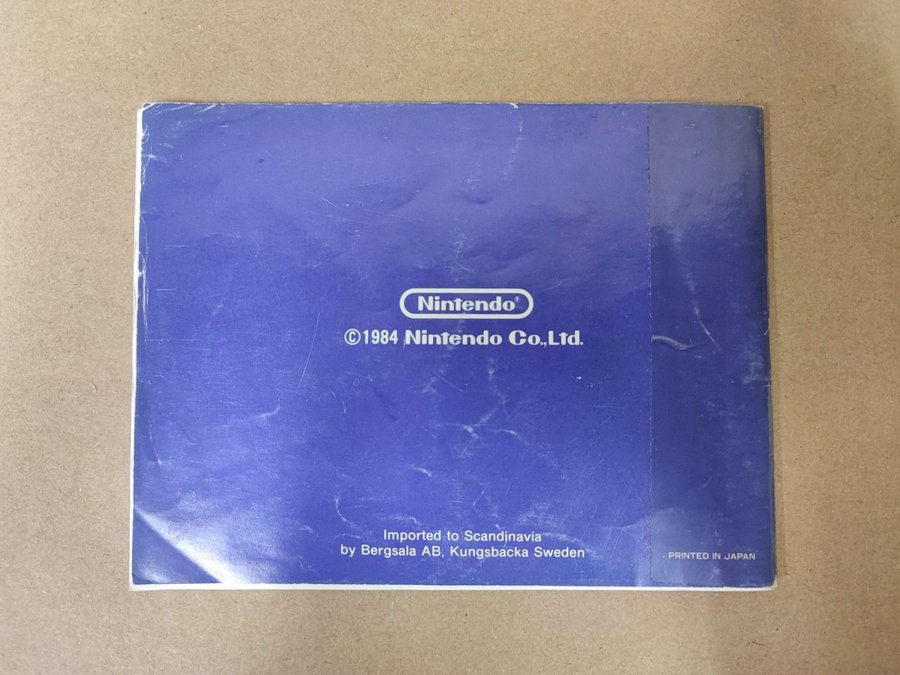 Nintendo®
©1984 Nintendo Co.,Ltd.
Imported to Scandinavia
by Bergsala AB, Kungsbacka Sweden
PRINTED IN JAPAN